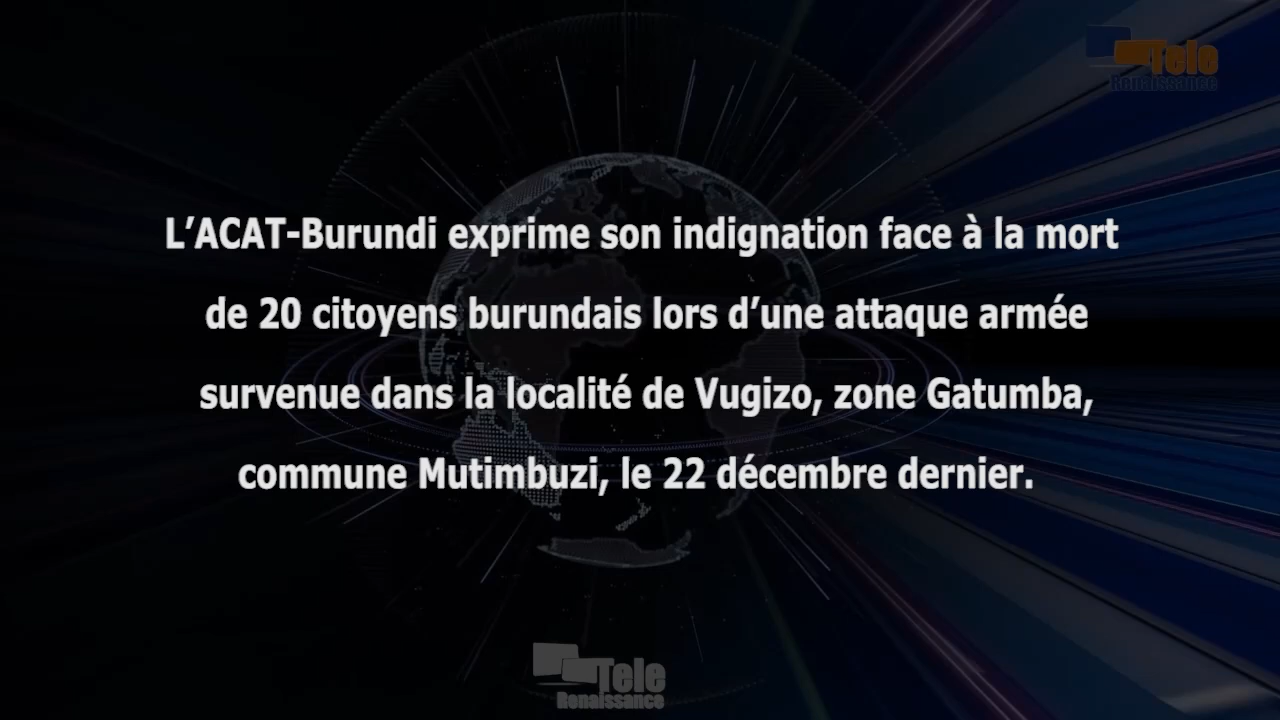 Tele
Renaissance
L’ACAT-Burundi exprime son indignation face à la mort
de 20 citoyens burundais lors d’une attaque armée
survenue dans la localité de Vugizo, zone Gatumba,
commune Mutimbuzi, le 22 décembre dernier.
Tele
Renaissance